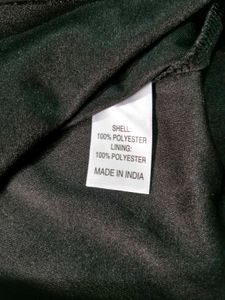 SHELL:
100% POLYESTER
LINING:
100% POLYESTER
MADE IN INDIA